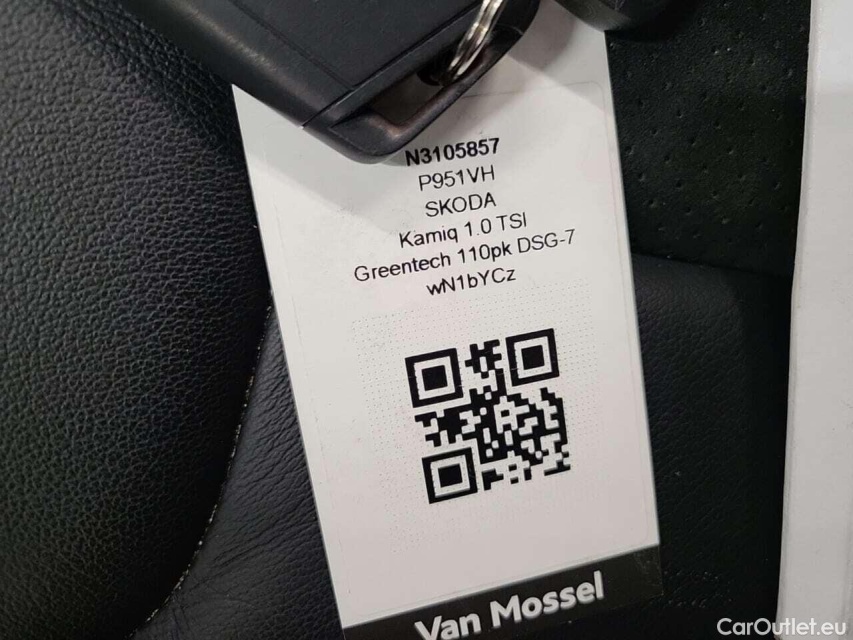 N3105857
P951VH
SKODA
Kamiq 1.0 TSI
Greentech 110pk DSG-7
wN1bYCz
Van Mossel
CarOutlet.eu